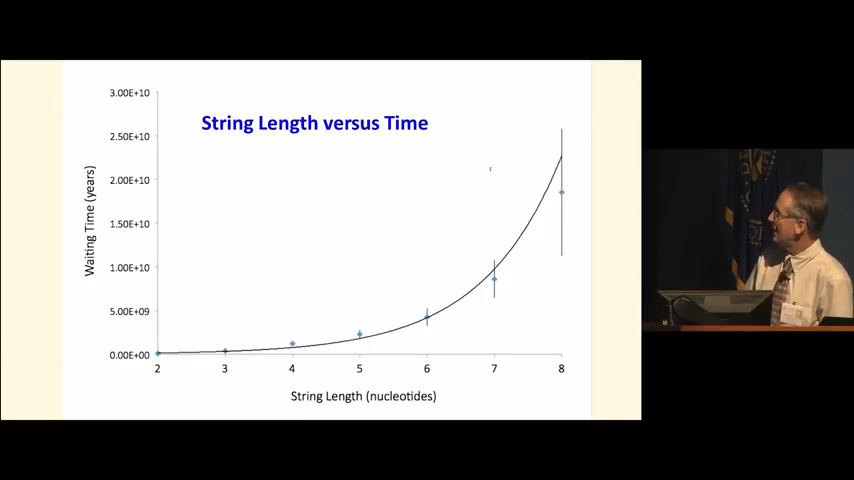 String Length versus Time
3.00E+10
2.50E+10
2.00E+10
1.50E+10
1.00E+10
5.00E+09
0.00E+00
Waiting Time (years)
2 3 4 5 6 7 8
String Length (nucleotides)